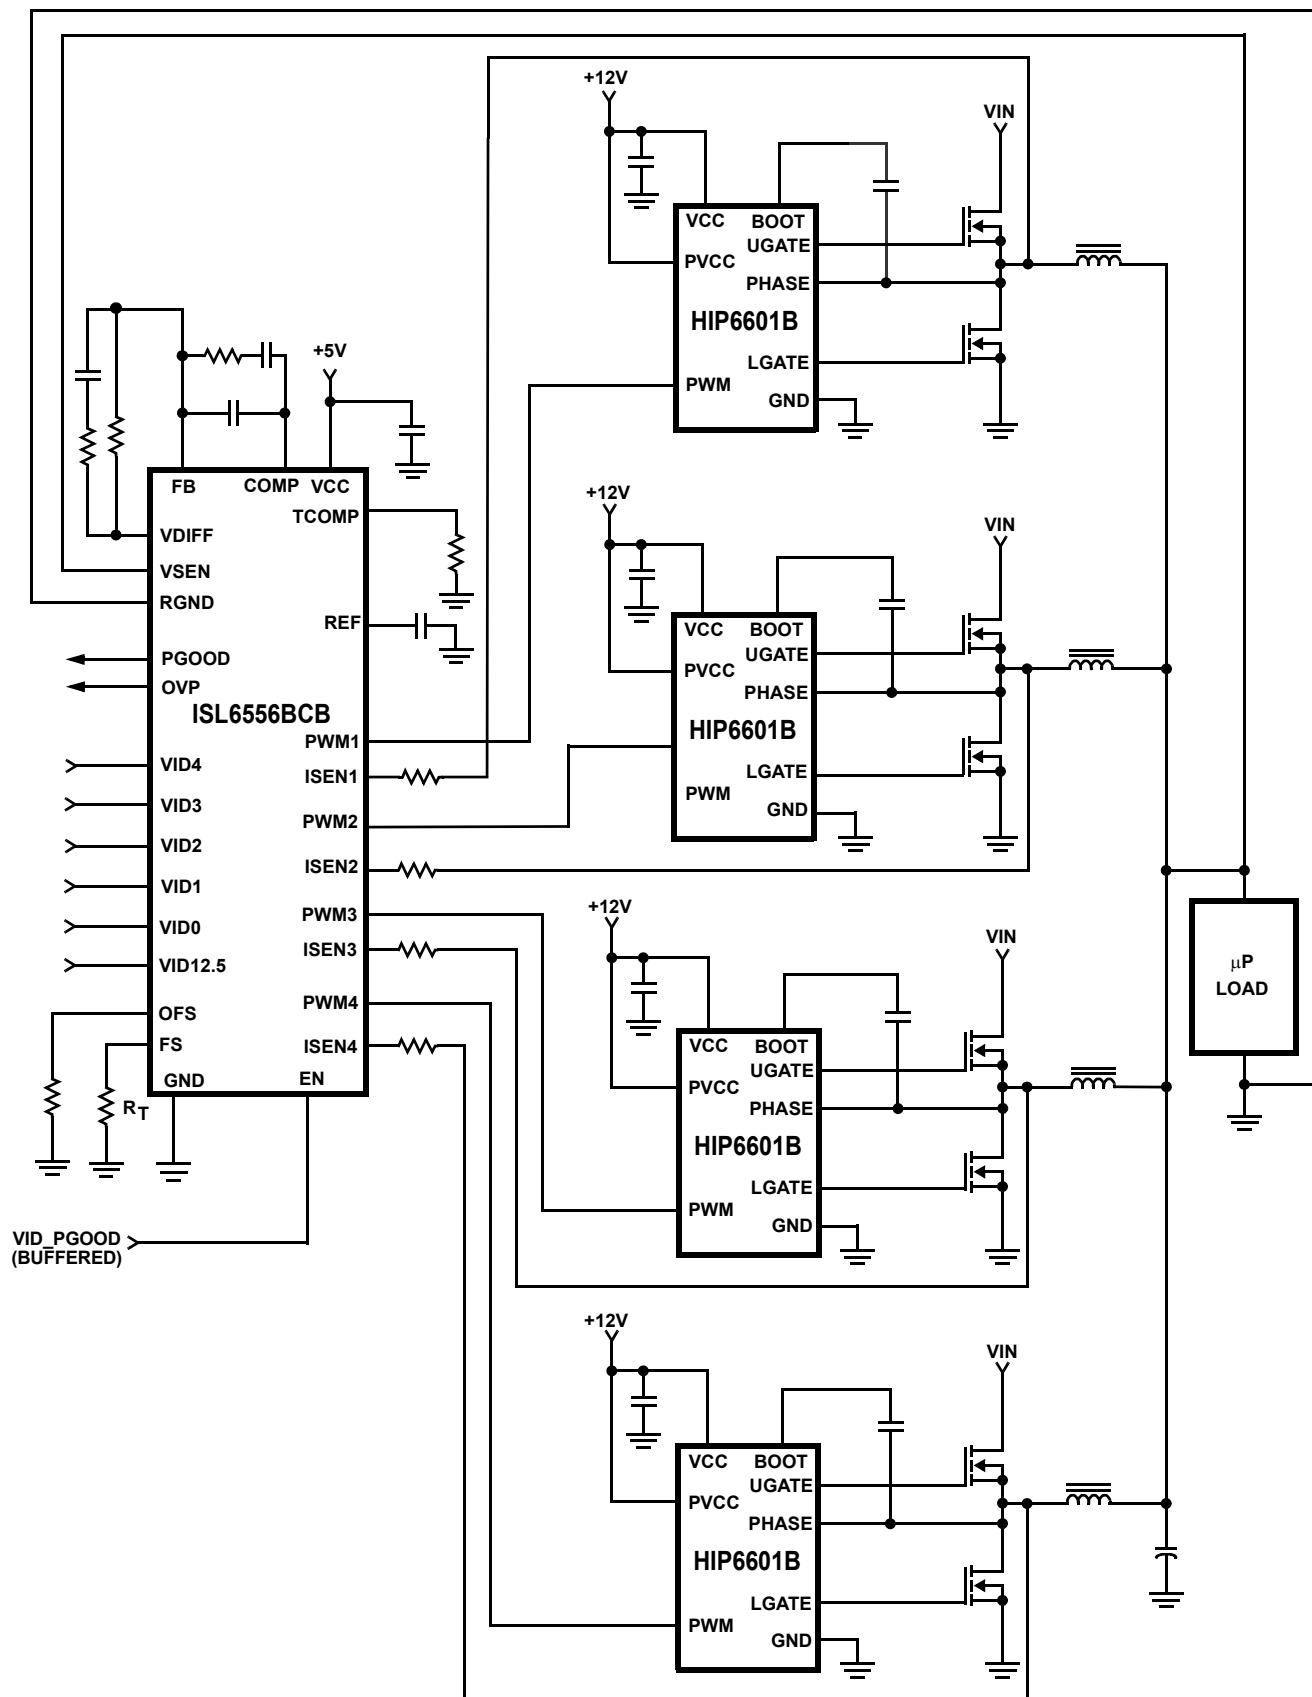 +12V
VIN
VCC
BOOT
UGATE
PVCC
PHASE
HIP6601B
LGATE
PWM
GND
+5V
FB
COMP
VCC
TCOMP
VDIFF
VSEN
RGND
REF
PGOOD
OVP
ISL6556BCB
PWM1
ISEN1
VID4
VID3
PWM2
VID2
ISEN2
VID1
PWM3
VID0
ISEN3
VID12.5
PWM4
OFS
FS
ISEN4
GND
EN
RT
VID_PGOOD
(BUFFERED)
+12V
VIN
VCC
BOOT
UGATE
PVCC
PHASE
HIP6601B
LGATE
PWM
GND
+12V
VIN
VCC
BOOT
UGATE
PVCC
PHASE
HIP6601B
LGATE
PWM
GND
μP
LOAD
+12V
VIN
VCC
BOOT
UGATE
PVCC
PHASE
HIP6601B
LGATE
PWM
GND